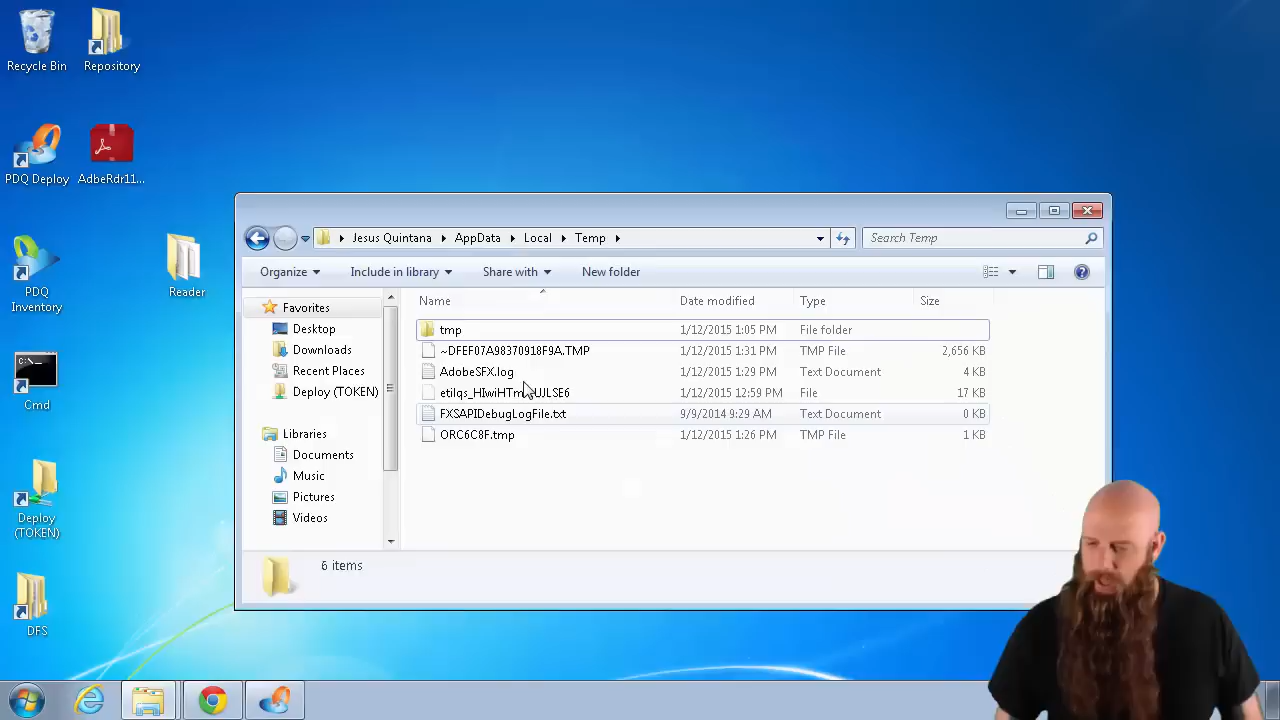 Recycle Bin
Repository
PDQ Deploy
AdbeRdr11...
PDQ
Inventory
Reader
Cmd
Deploy
(TOKEN)
DFS
Jesus Quintana AppData Local Temp
Search Temp
Organize Include in library Share with New folder
Favorites
Desktop
Downloads
Recent Places
Deploy (TOKEN)
Libraries
Documents
Music
Pictures
Videos
Name Date modified Type Size
tmp 1/12/2015 1:05 PM File folder
~DFEF07A98370918F9A.TMP 1/12/2015 1:31 PM TMP File 2,656 KB
AdobeSFX.log 1/12/2015 1:29 PM Text Document 4 KB
1/12/2015 12:59 PM File 17 KB
FXSAPIDebugLogFile.txt 9/9/2014 9:29 AM Text Document 0 KB
ORC6C8F.tmp 1/12/2015 1:26 PM TMP File 1 KB
6 items